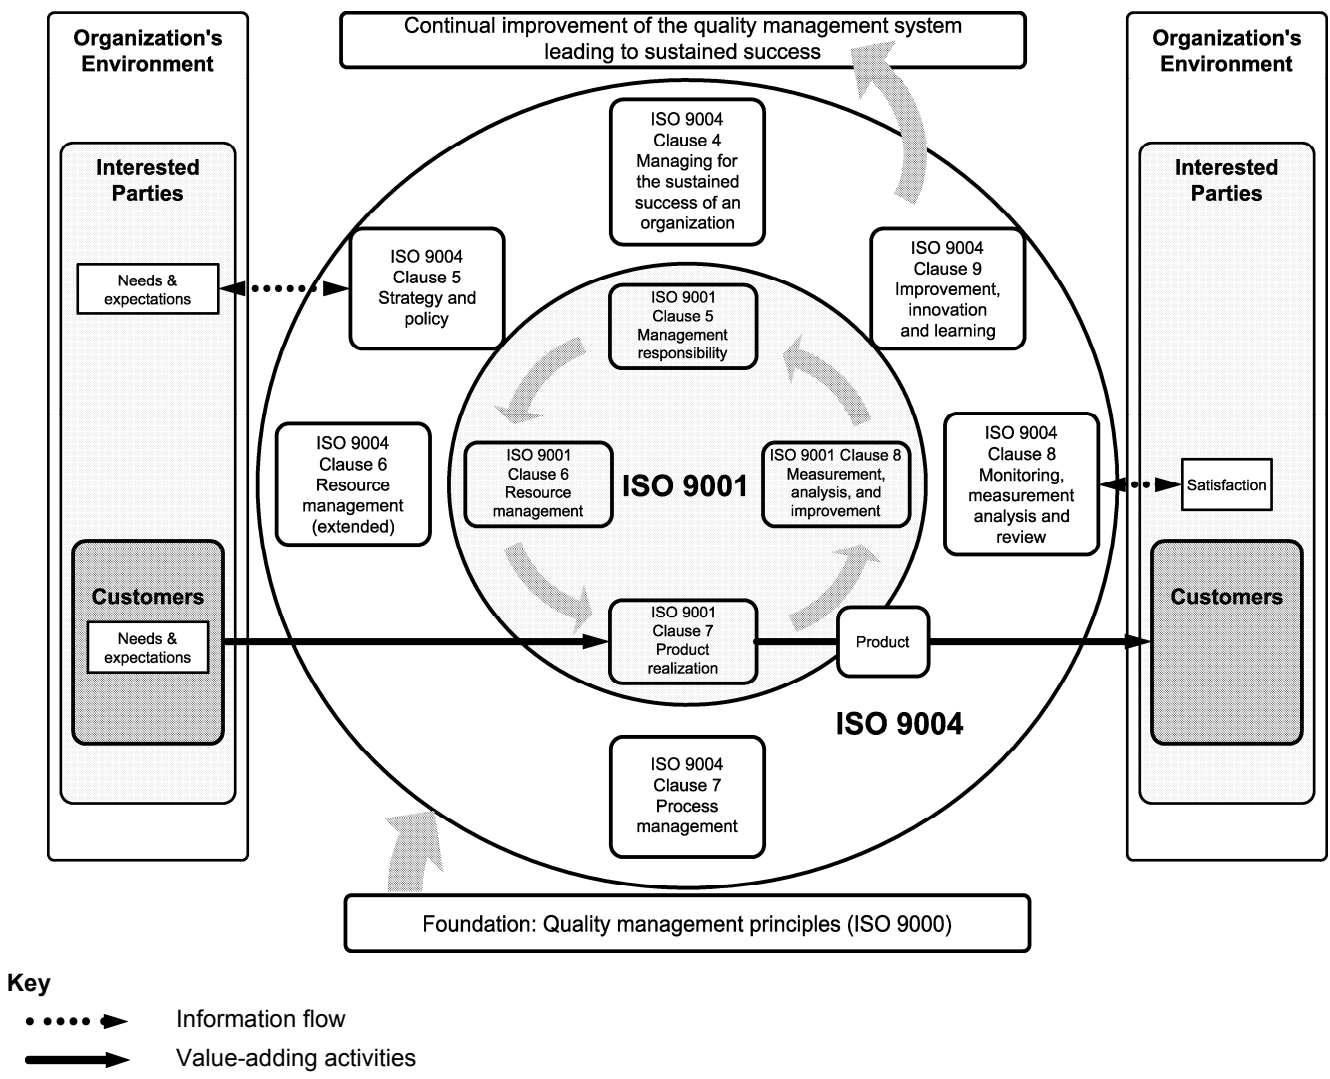 Continual improvement of the quality management system
leading to sustained success
Organization's
Environment
Interested
Parties
Needs &
expectations
Customers
Needs &
expectations
ISO 9004
Clause 4
Managing for
the sustained
success of an
organization
ISO 9004
Clause 5
Strategy and
policy
ISO 9004
Clause 9
Improvement,
innovation
and learning
ISO 9001
Clause 5
Management
responsibility
ISO 9004
Clause 6
Resource
management
(extended)
ISO 9001
Clause 6
Resource
management
ISO 9001
ISO 9001 Clause 8
Measurement,
analysis, and
improvement
ISO 9004
Clause 8
Monitoring,
measurement
analysis and
review
ISO 9001
Clause 7
Product
realization
Product
ISO 9004
ISO 9004
Clause 7
Process
management
Organization's
Environment
Interested
Parties
Satisfaction
Customers
Foundation: Quality management principles (ISO 9000)
Key
Information flow
Value-adding activities